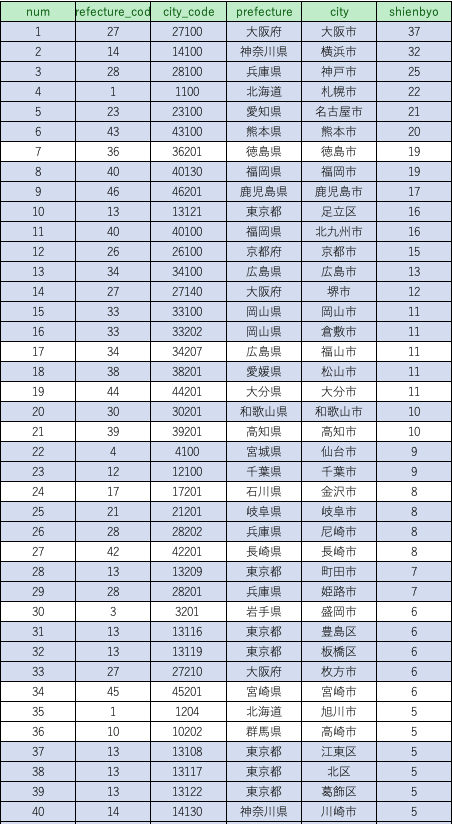 num refecture_cod city_code prefecture city shienbyo
1 27 27100 大阪府 大阪市 37
2 14 14100 神奈川県 横浜市 32
3 28 28100 兵庫県 神戸市 25
4 1 1100 北海道 札幌市 22
5 23 23100 愛知県 名古屋市 21
6 43 43100 熊本県 熊本市 20
7 36 36201 徳島県 徳島市 19
8 40 40130 福岡県 福岡市 19
9 46 46201 鹿児島県 鹿児島市 17
10 13 13121 東京都 足立区 16
11 40 40100 福岡県 北九州市 16
12 26 26100 京都府 京都市 15
13 34 34100 広島県 広島市 13
14 27 27140 大阪府 堺市 12
15 33 33100 岡山県 岡山市 11
16 33 33202 岡山県 倉敷市 11
17 34 34207 広島県 福山市 11
18 38 38201 愛媛県 松山市 11
19 44 44201 大分県 大分市 11
20 30 30201 和歌山県 和歌山市 10
21 39 39201 高知県 高知市 10
22 4 4100 宮城県 仙台市 9
23 12 12100 千葉県 千葉市 9
24 17 17201 石川県 金沢市 8
25 21 21201 岐阜県 岐阜市 8
26 28 28202 兵庫県 尼崎市 8
27 42 42201 長崎県 長崎市 8
28 13 13209 東京都 町田市 7
29 28 28201 兵庫県 姫路市 7
30 3 3201 岩手県 盛岡市 6
31 13 13116 東京都 豊島区 6
32 13 13119 東京都 板橋区 6
33 27 27210 大阪府 枚方市 6
34 45 45201 宮崎県 宮崎市 6
35 1 1204 北海道 旭川市 5
36 10 10202 群馬県 高崎市 5
37 13 13108 東京都 江東区 5
38 13 13117 東京都 北区 5
39 13 13122 東京都 葛飾区 5
40 14 14130 神奈川県 川崎市 5